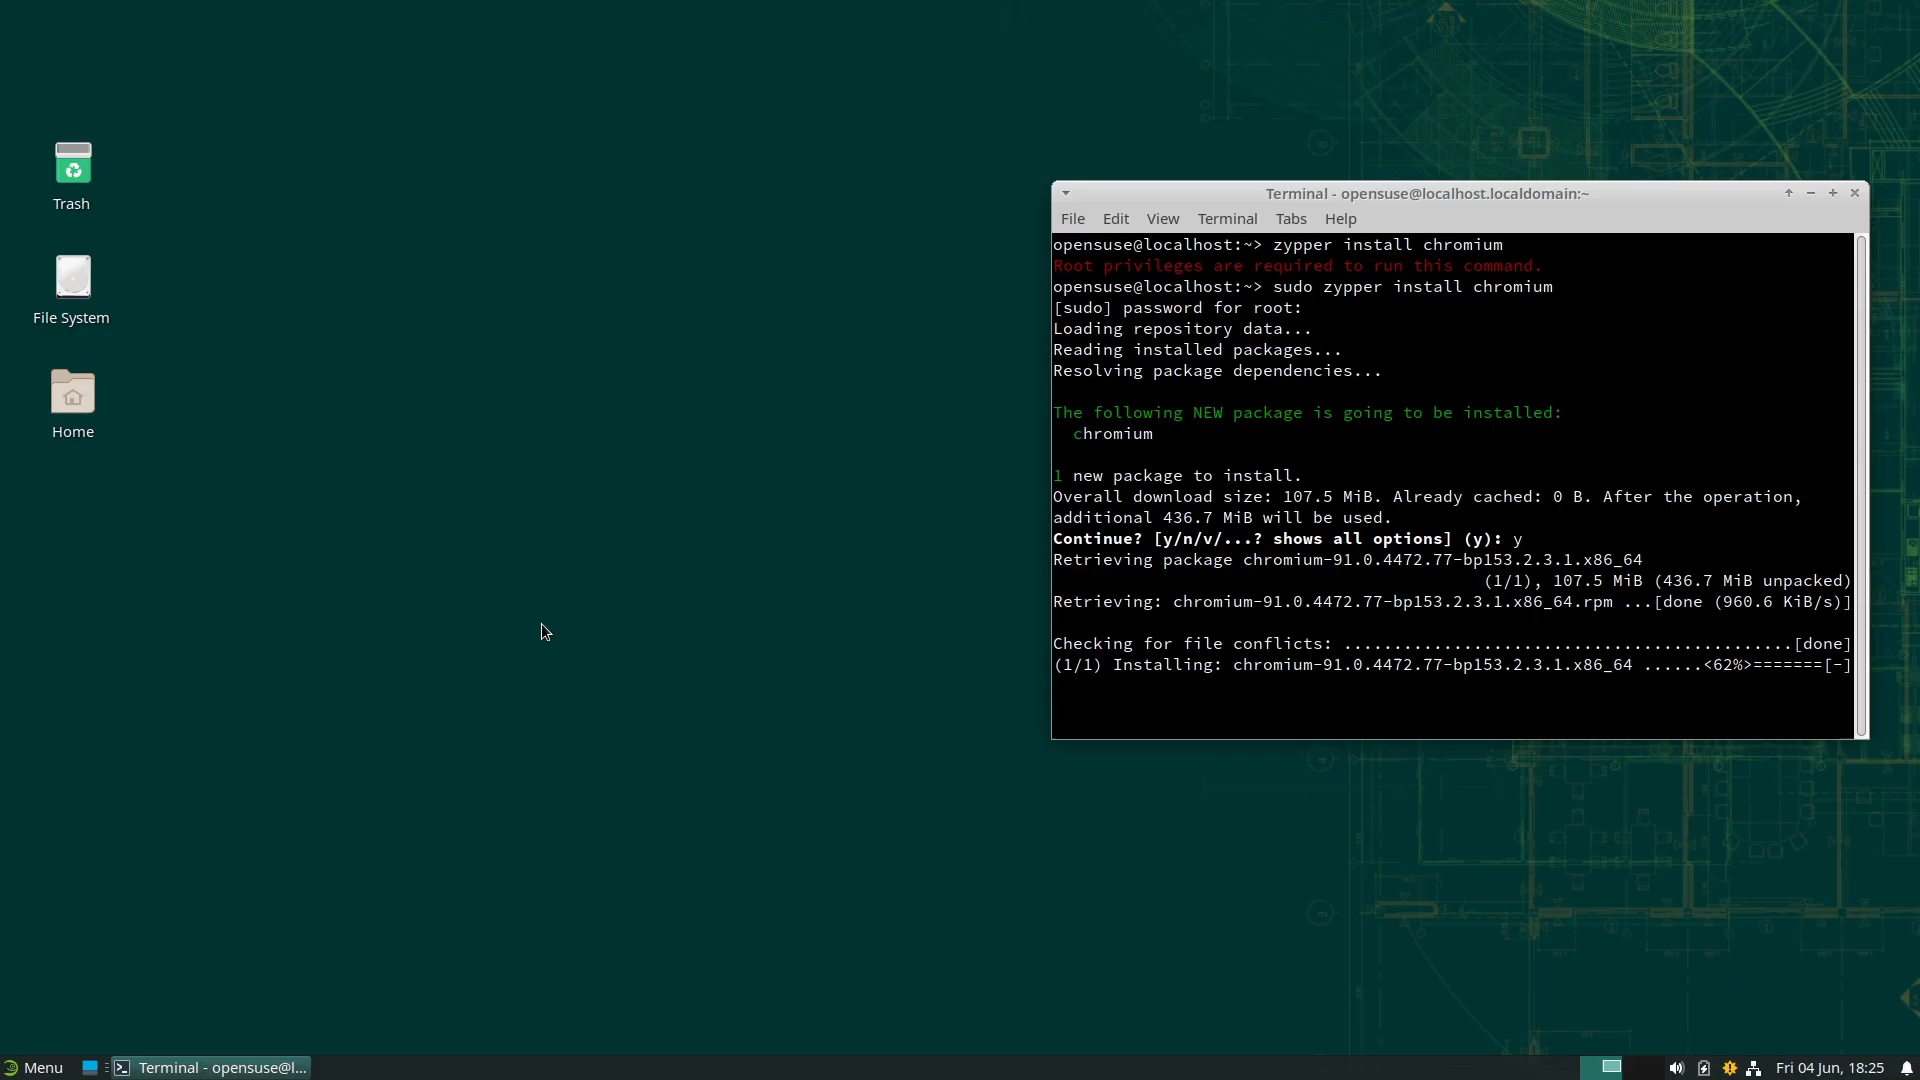 Trash
File System
Home
Terminal - opensuse@localhost.localdomain:~
File Edit View Terminal Tabs Help
opensuse@localhost:~> zypper install chromium
Root privileges are required to run this command.
opensuse@localhost:~> sudo zypper install chromium
[sudo] password for root:
Loading repository data...
Reading installed packages...
Resolving package dependencies...
The following NEW package is going to be installed:
chromium
1 new package to install.
Overall download size: 107.5 MiB. Already cached: 0 B. After the operation,
additional 436.7 MiB will be used.
Continue? [y/n/v/...? shows all options] (y): y
Retrieving package chromium-91.0.4472.77-bp153.2.3.1.x86_64
(1/1), 107.5 MiB (436.7 MiB unpacked)
Retrieving: chromium-91.0.4472.77-bp153.2.3.1.x86_64.rpm ...[done (960.6 KiB/s)]
Checking for file conflicts: .............................................[done]
(1/1) Installing: chromium-91.0.4472.77-bp153.2.3.1.x86_64 ......<62%>=======[-]
Menu
Terminal - opensuse@l...
Fri 04 Jun, 18:25